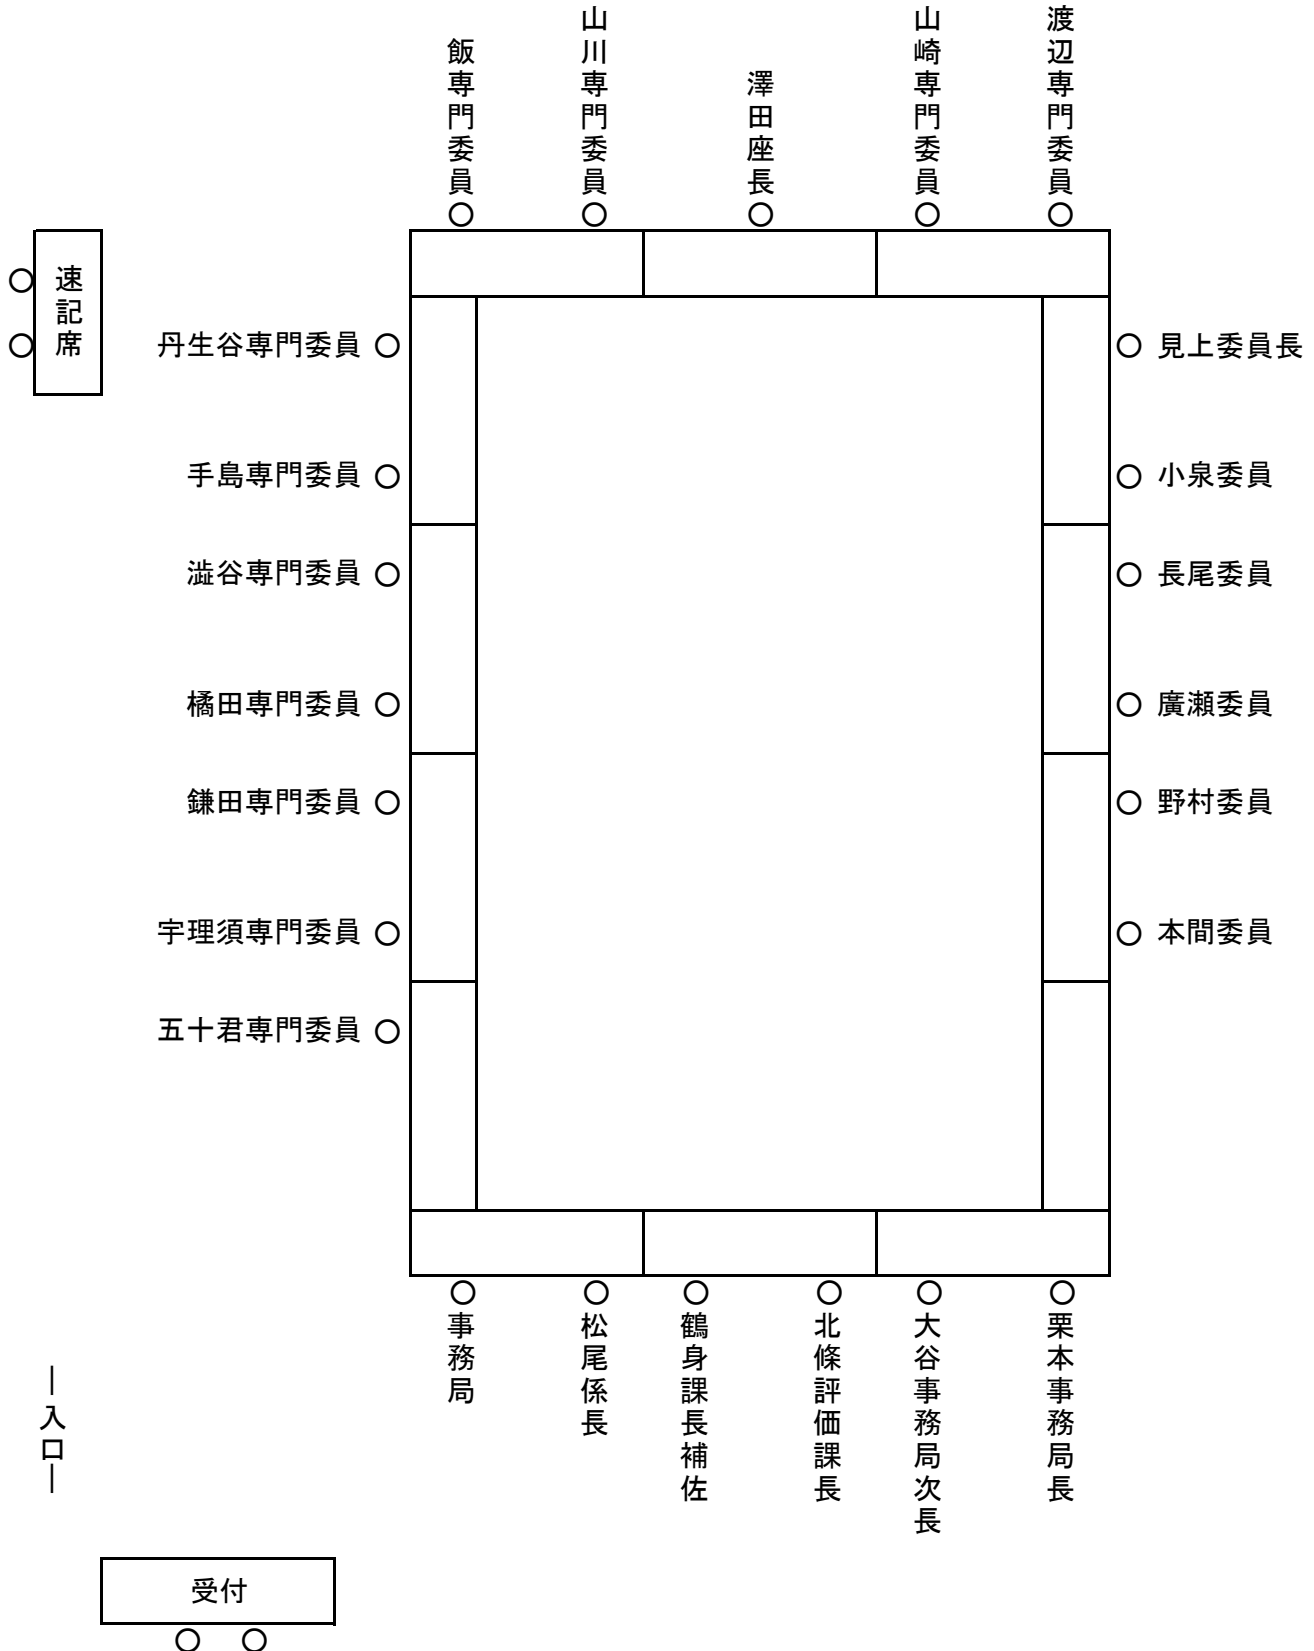 飯専門委員
山川専門委員
澤田座長
山崎専門委員
渡辺専門委員
速記席
丹生谷専門委員
手島専門委員
澁谷専門委員
橘田専門委員
鎌田専門委員
宇理須専門委員
五十君専門委員
見上委員長
小泉委員
長尾委員
廣瀬委員
野村委員
本間委員
事務局
松尾係長
鶴身課長補佐
北條評価課長
大谷事務局次長
栗本事務局長
―入口―
受付